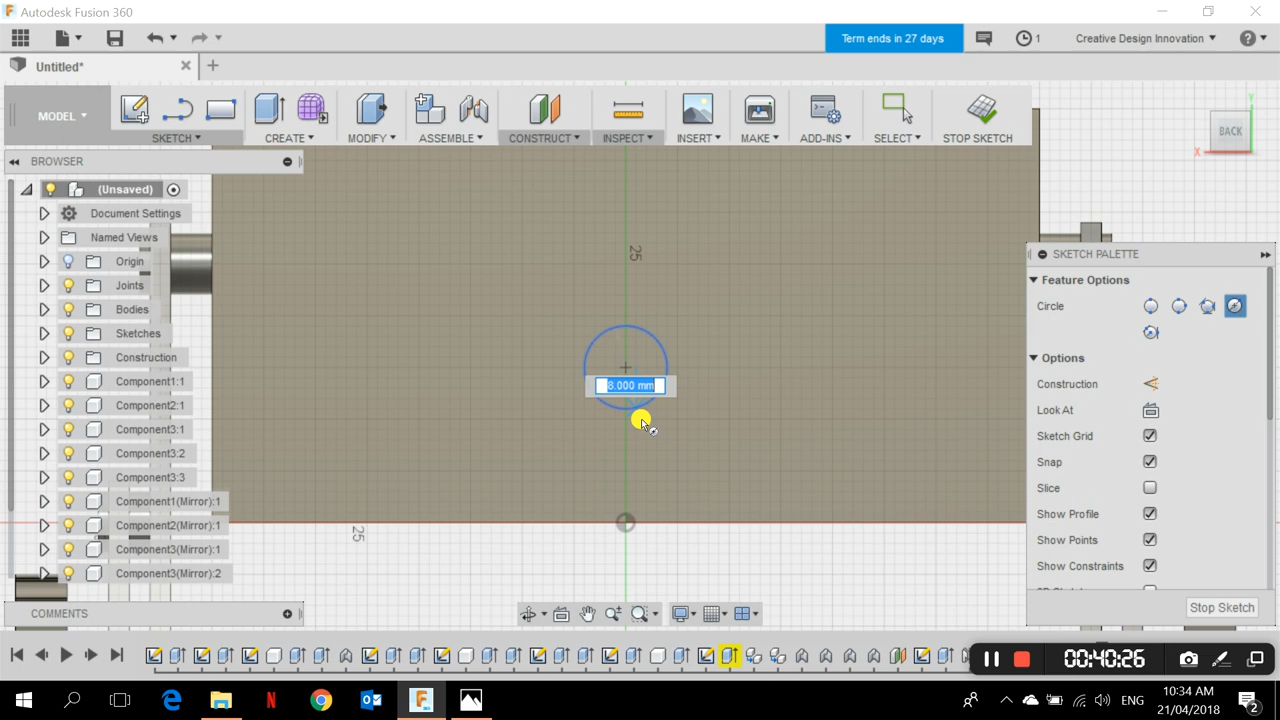 Autodesk Fusion 360
Term ends in 27 days
1
Creative Design Innovation
Untitled*
MODEL
SKETCH
CREATE
MODIFY
ASSEMBLE
CONSTRUCT
INSPECT
INSERT
MAKE
ADD-INS
SELECT
STOP SKETCH
BACK
Y
X
BROWSER
(Unsaved)
Document Settings
Named Views
Origin
Joints
Bodies
Sketches
Construction
Component1:1
Component2:1
Component3:1
Component3:2
Component3:3
Component1(Mirror):1
Component2(Mirror):1
Component3(Mirror):1
Component3(Mirror):2
25
8.000 mm
25
SKETCH PALETTE
Feature Options
Circle
Options
Construction
Look At
Sketch Grid
Snap
Slice
Show Profile
Show Points
Show Constraints
Stop Sketch
COMMENTS
00:40:26
ENG
10:34 AM
21/04/2018
2